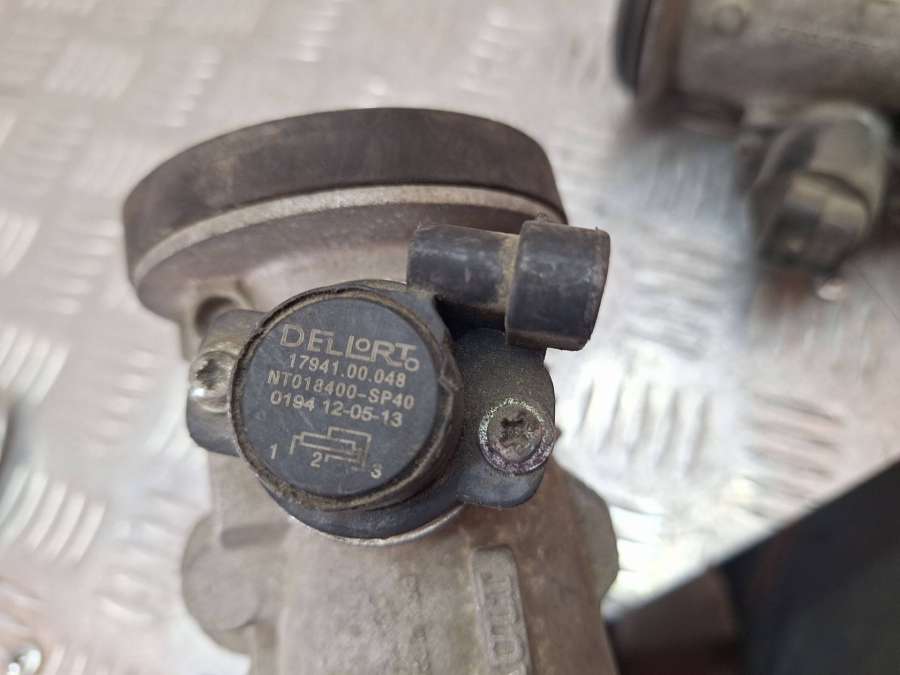 DELLORTO
17941.00.048
NT018400-SP40
0194 12-05-13
1 2 3